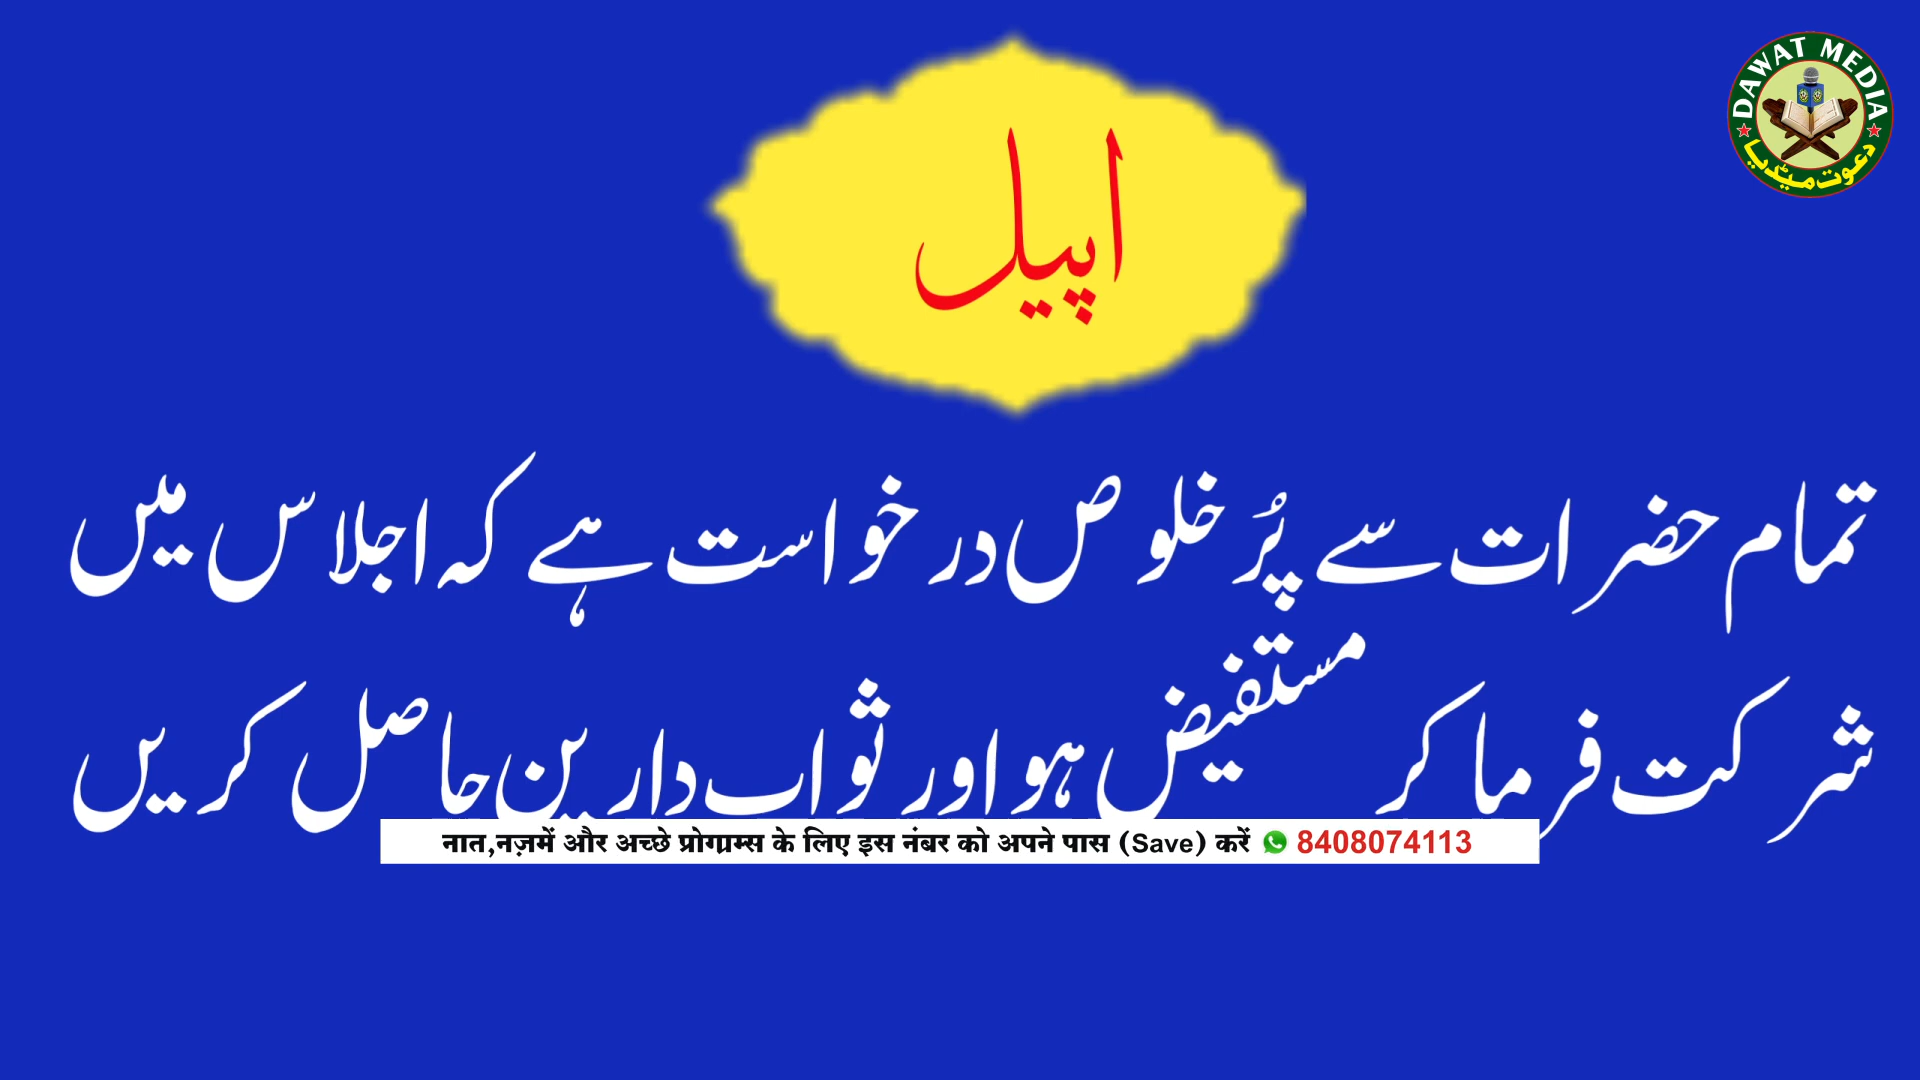 DAWAT MEDIA
دعوت میڈیا
اپیل
تمام حضرات سے پُر خلوص درخواست ہے کہ اجلاس میں
شرکت فرما کر مستفیض ہو اور ثواب دارین حاصل کریں
नात,नज़में और अच्छे प्रोग्राम्स के लिए इस नंबर को अपने पास (Save) करें 8408074113